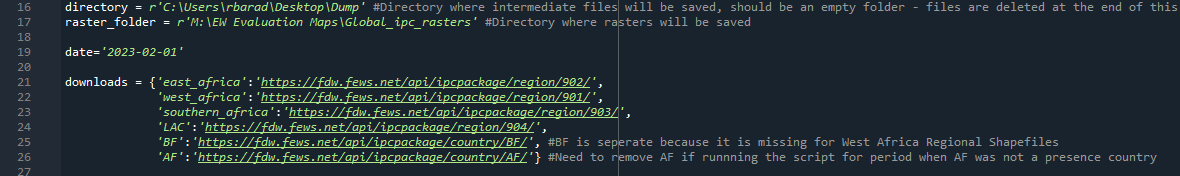 16 directory = r'C:\Users\rbarad\Desktop\Dump' #Directory where intermediate files will be saved, should be an empty folder - files are deleted at the end of this
17 raster_folder = r'M:\EW Evaluation Maps\Global_ipc_rasters' #Directory where rasters will be saved
18
19 date='2023-02-01'
20
21 downloads = {'east_africa':'https://fdw.fews.net/api/ipcpackage/region/902/',
22 'west_africa':'https://fdw.fews.net/api/ipcpackage/region/901/',
23 'southern_africa':'https://fdw.fews.net/api/ipcpackage/region/903/',
24 'LAC':'https://fdw.fews.net/api/ipcpackage/region/904/',
25 'BF':'https://fdw.fews.net/api/ipcpackage/country/BF/', #BF is seperate because it is missing for West Africa Regional Shapefiles
26 'AF':'https://fdw.fews.net/api/ipcpackage/country/AF/'} #Need to remove AF if runnning the script for period when AF was not a presence country
27